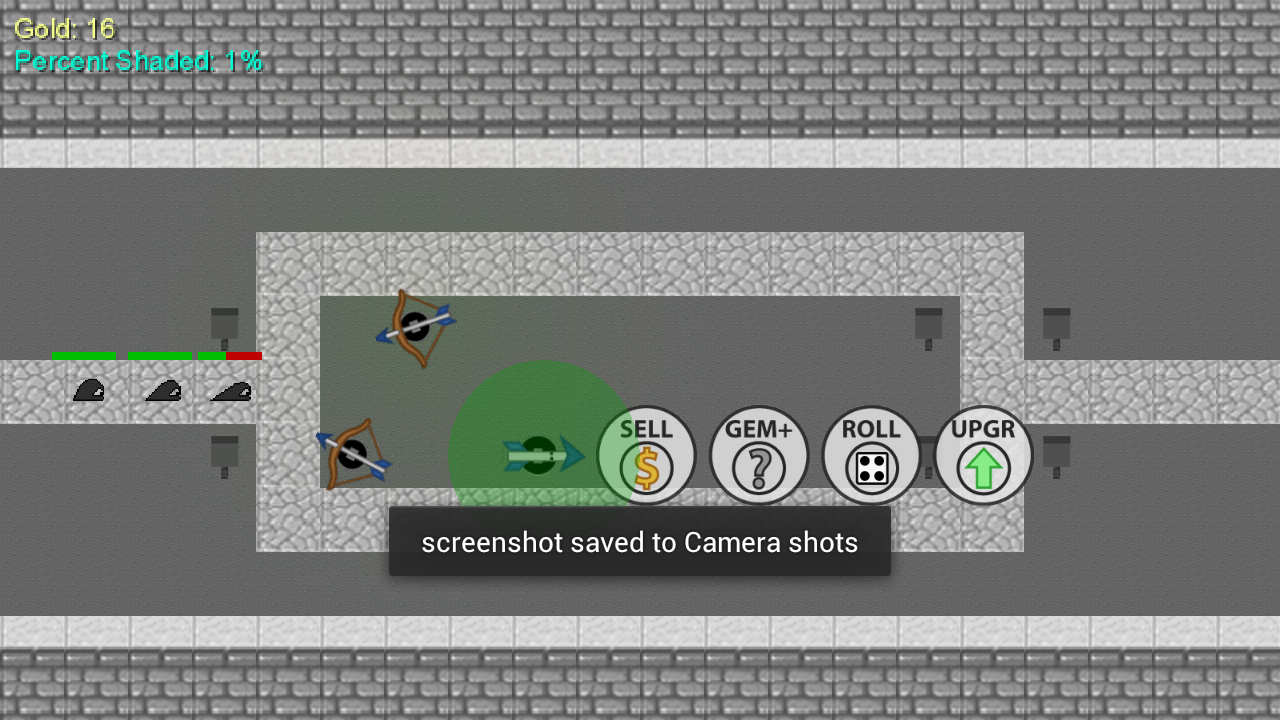 Gold: 16
Percent Shaded: 1%
SELL
GEM+
ROLL
UPGR
$
?
screenshot saved to Camera shots